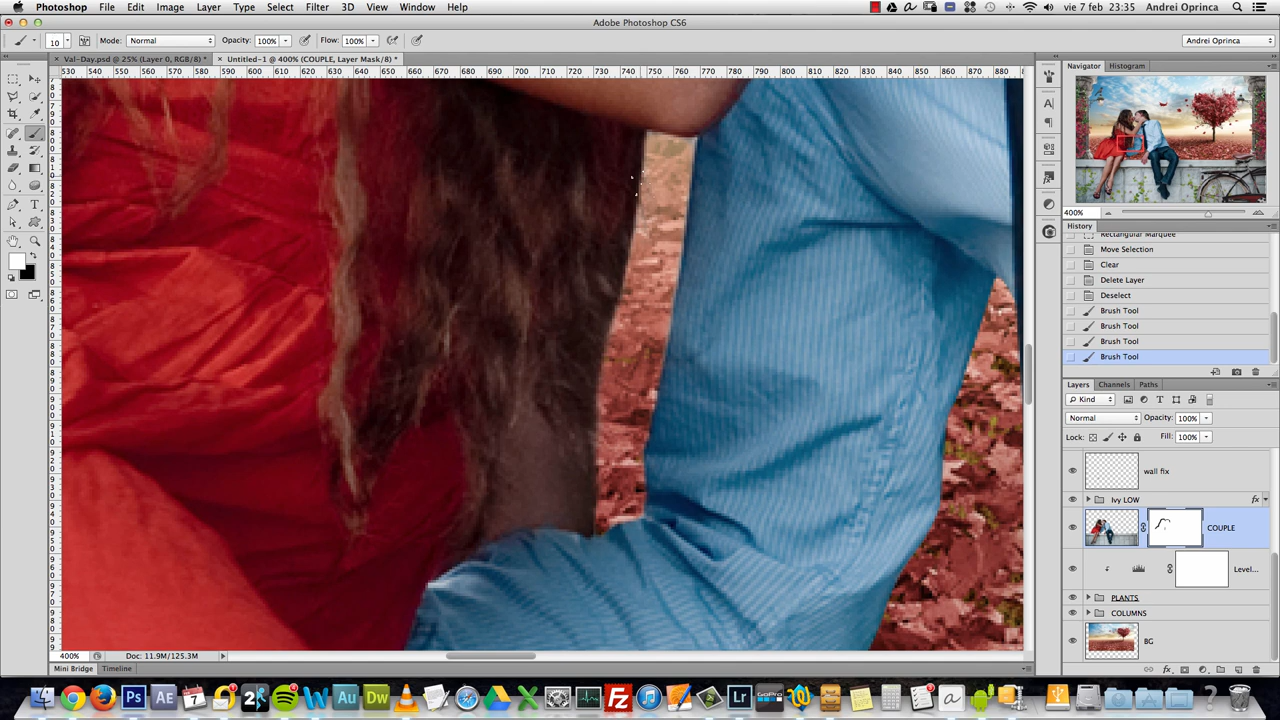 Photoshop File Edit Image Layer Type Select Filter 3D View Window Help vie 7 feb 23:35 Andrei Oprinca
Adobe Photoshop CS6
10 Mode: Normal Opacity: 100% Flow: 100% Andrei Oprinca
Val-Day.psd @ 25% (Layer 0, RGB/8) * Untitled-1 @ 400% (COUPLE, Layer Mask/8) *
Navigator Histogram
530 540 550 560 570 580 590 600 610 620 630 640 650 660 670 680 690 700 710 720 730 740 750 760 770 780 790 800 810 820 830 840 850 860 870 880
400%
History
Rectangular Marquee
Move Selection
Clear
Delete Layer
Deselect
Brush Tool
Brush Tool
Brush Tool
Brush Tool
Layers Channels Paths
Kind
Normal Opacity: 100%
Lock: Fill: 100%
wall fix
Ivy LOW fx
COUPLE
Level...
PLANTS
COLUMNS
BG
400% Doc: 11.9M/125.3M
Mini Bridge Timeline